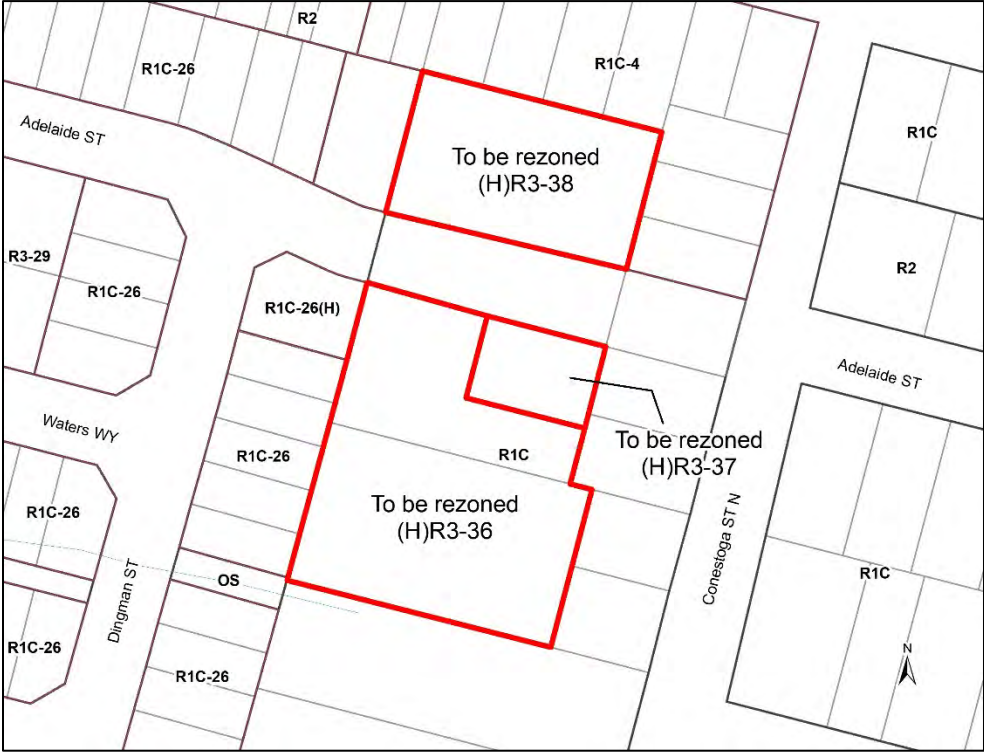 R2
R1C-26
R1C-4
Adelaide ST
R1C
To be rezoned
(H)R3-38
R3-29
R2
R1C-26
R1C-26(H)
Adelaide ST
Waters WY
To be rezoned
(H)R3-37
R1C-26
R1C
To be rezoned
(H)R3-36
R1C-26
Conestoga ST N
R1C
OS
Dingman ST
R1C-26
R1C-26
N